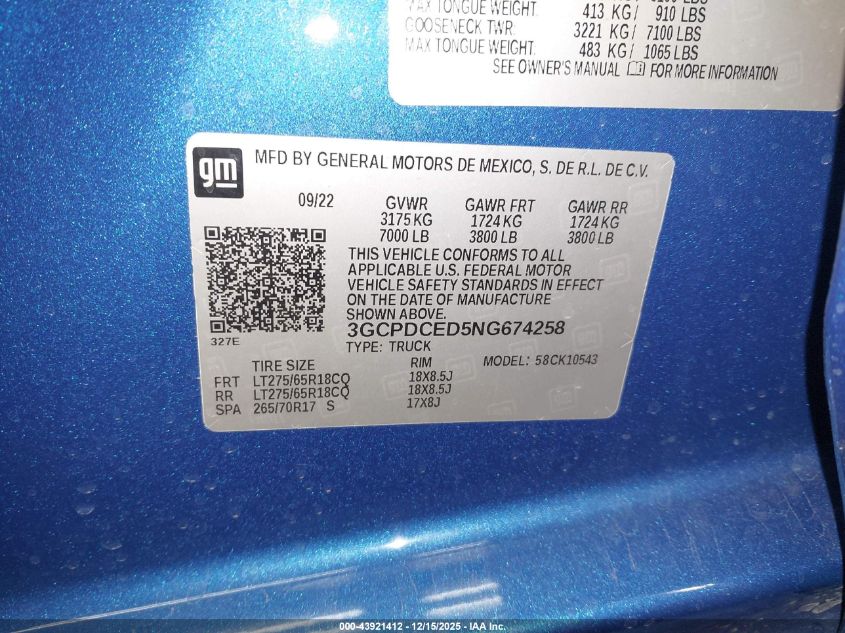 MAX TONGUE WEIGHT: 413 KG/ 910 LBS
GOOSENECK TWR: 3221 KG/ 7100 LBS
MAX TONGUE WEIGHT: 483 KG/ 1065 LBS
SEE OWNER'S MANUAL FOR MORE INFORMATION
gm
MFD BY GENERAL MOTORS DE MEXICO, S. DE R.L. DE C.V.
09/22 GVWR GAWR FRT GAWR RR
3175 KG 1724 KG 1724 KG
7000 LB 3800 LB 3800 LB
THIS VEHICLE CONFORMS TO ALL
APPLICABLE U.S. FEDERAL MOTOR
VEHICLE SAFETY STANDARDS IN EFFECT
ON THE DATE OF MANUFACTURE
SHOWN ABOVE.
327E
3GCPDCED5NG674258
TYPE: TRUCK
TIRE SIZE RIM MODEL: 58CK10543
FRT LT275/65R18CQ 18X8.5J
RR LT275/65R18CQ 18X8.5J
SPA 265/70R17 S 17X8J
000-43921412 - 12/15/2025 - IAA Inc.